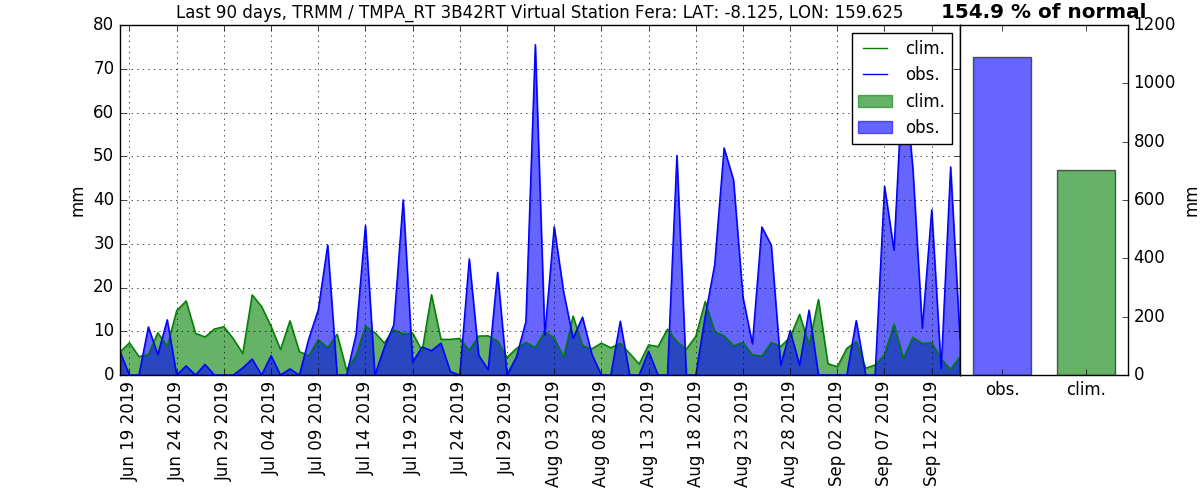 Last 90 days, TRMM / TMPA_RT 3B42RT Virtual Station Fera: LAT: -8.125, LON: 159.625
154.9 % of normal
80
70
60
50
40
30
20
10
0
mm
clim.
obs.
clim.
obs.
Jun 19 2019
Jun 24 2019
Jun 29 2019
Jul 04 2019
Jul 09 2019
Jul 14 2019
Jul 19 2019
Jul 24 2019
Jul 29 2019
Aug 03 2019
Aug 08 2019
Aug 13 2019
Aug 18 2019
Aug 23 2019
Aug 28 2019
Sep 02 2019
Sep 07 2019
Sep 12 2019
1200
1000
800
600
400
200
0
mm
obs.
clim.